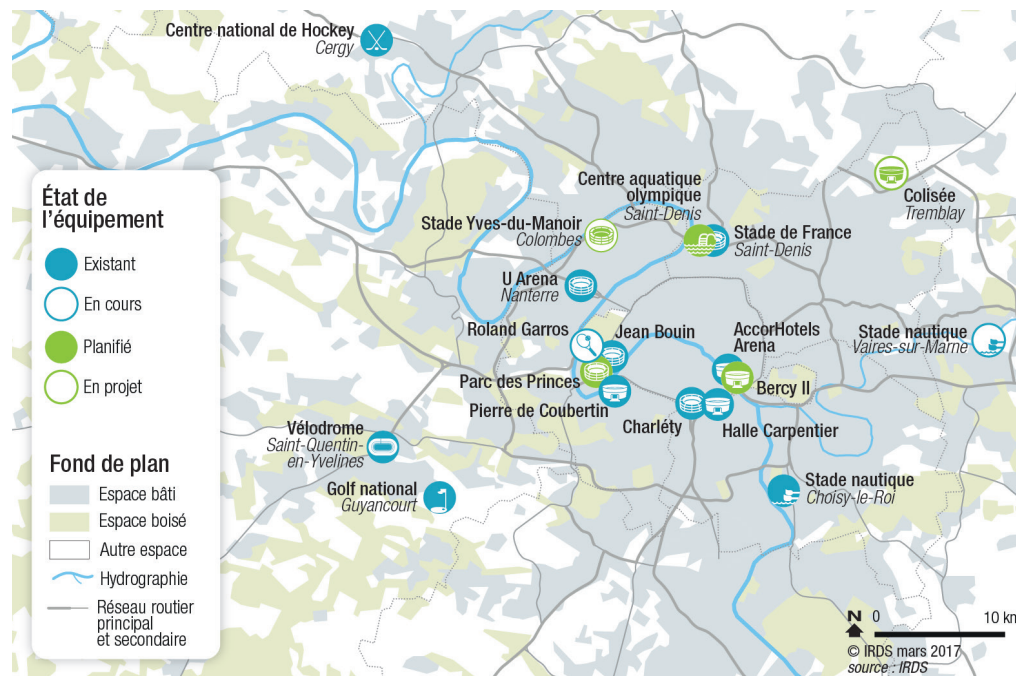 Centre national de Hockey
Cergy
Centre aquatique
olympique
Saint-Denis
Colisée
Tremblay
Stade Yves-du-Manoir
Colombes
Stade de France
Saint-Denis
U Arena
Nanterre
Roland Garros
Jean Bouin
AccorHotels
Arena
Stade nautique
Vaires-sur-Marne
Parc des Princes
Bercy II
Pierre de Coubertin
Charléty
Halle Carpentier
Vélodrome
Saint-Quentin-
en-Yvelines
Golf national
Guyancourt
Stade nautique
Choisy-le-Roi
État de
l'équipement
Existant
En cours
Planifié
En projet
Fond de plan
Espace bâti
Espace boisé
Autre espace
Hydrographie
Réseau routier
principal
et secondaire
N 0 10 km
© IRDS mars 2017
source : IRDS